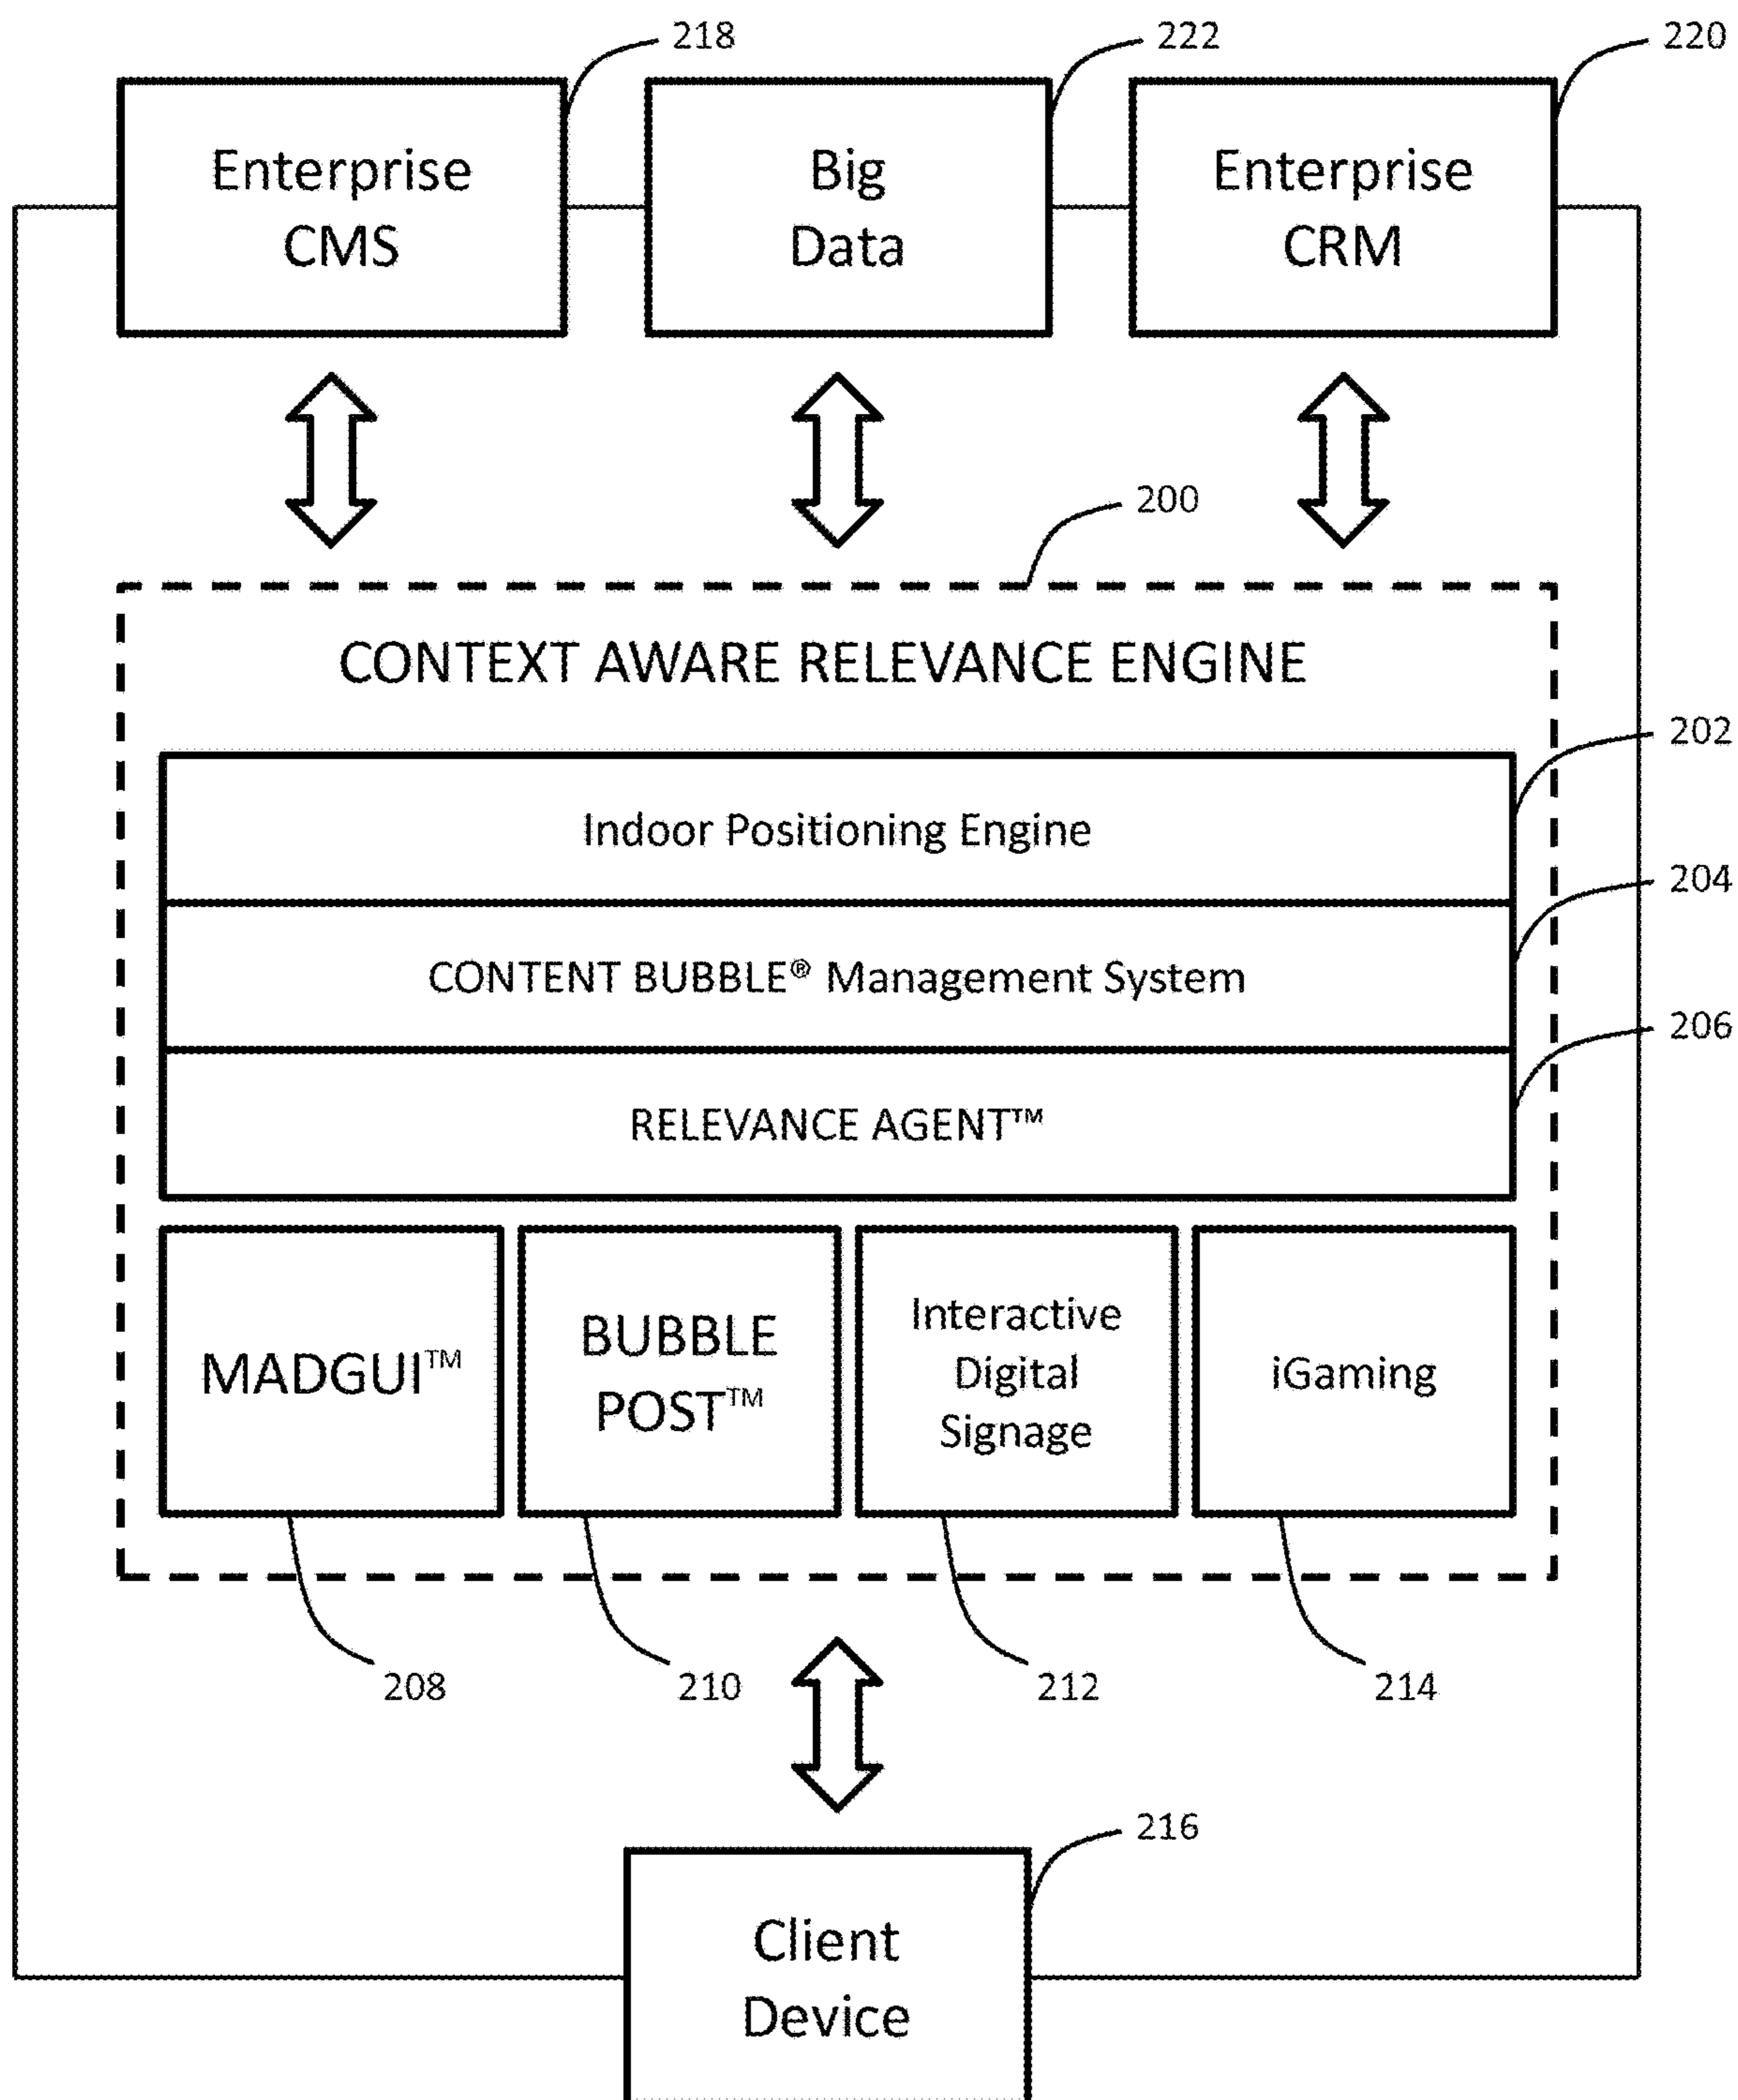 218
222
220
Enterprise
CMS
Big
Data
Enterprise
CRM
200
CONTEXT AWARE RELEVANCE ENGINE
202
Indoor Positioning Engine
204
CONTENT BUBBLE® Management System
206
RELEVANCE AGENT™
MADGUI™
BUBBLE
POST™
Interactive
Digital
Signage
iGaming
208
210
212
214
216
Client
Device